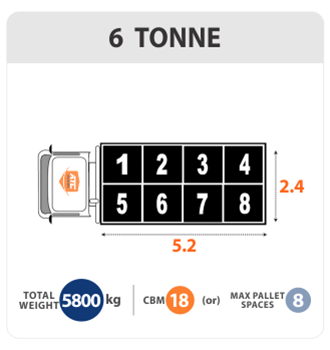 6 TONNE
1 2 3 4
5 6 7 8
ATC
2.4
5.2
TOTAL WEIGHT 5800 kg
CBM 18 (or)
MAX PALLET SPACES 8